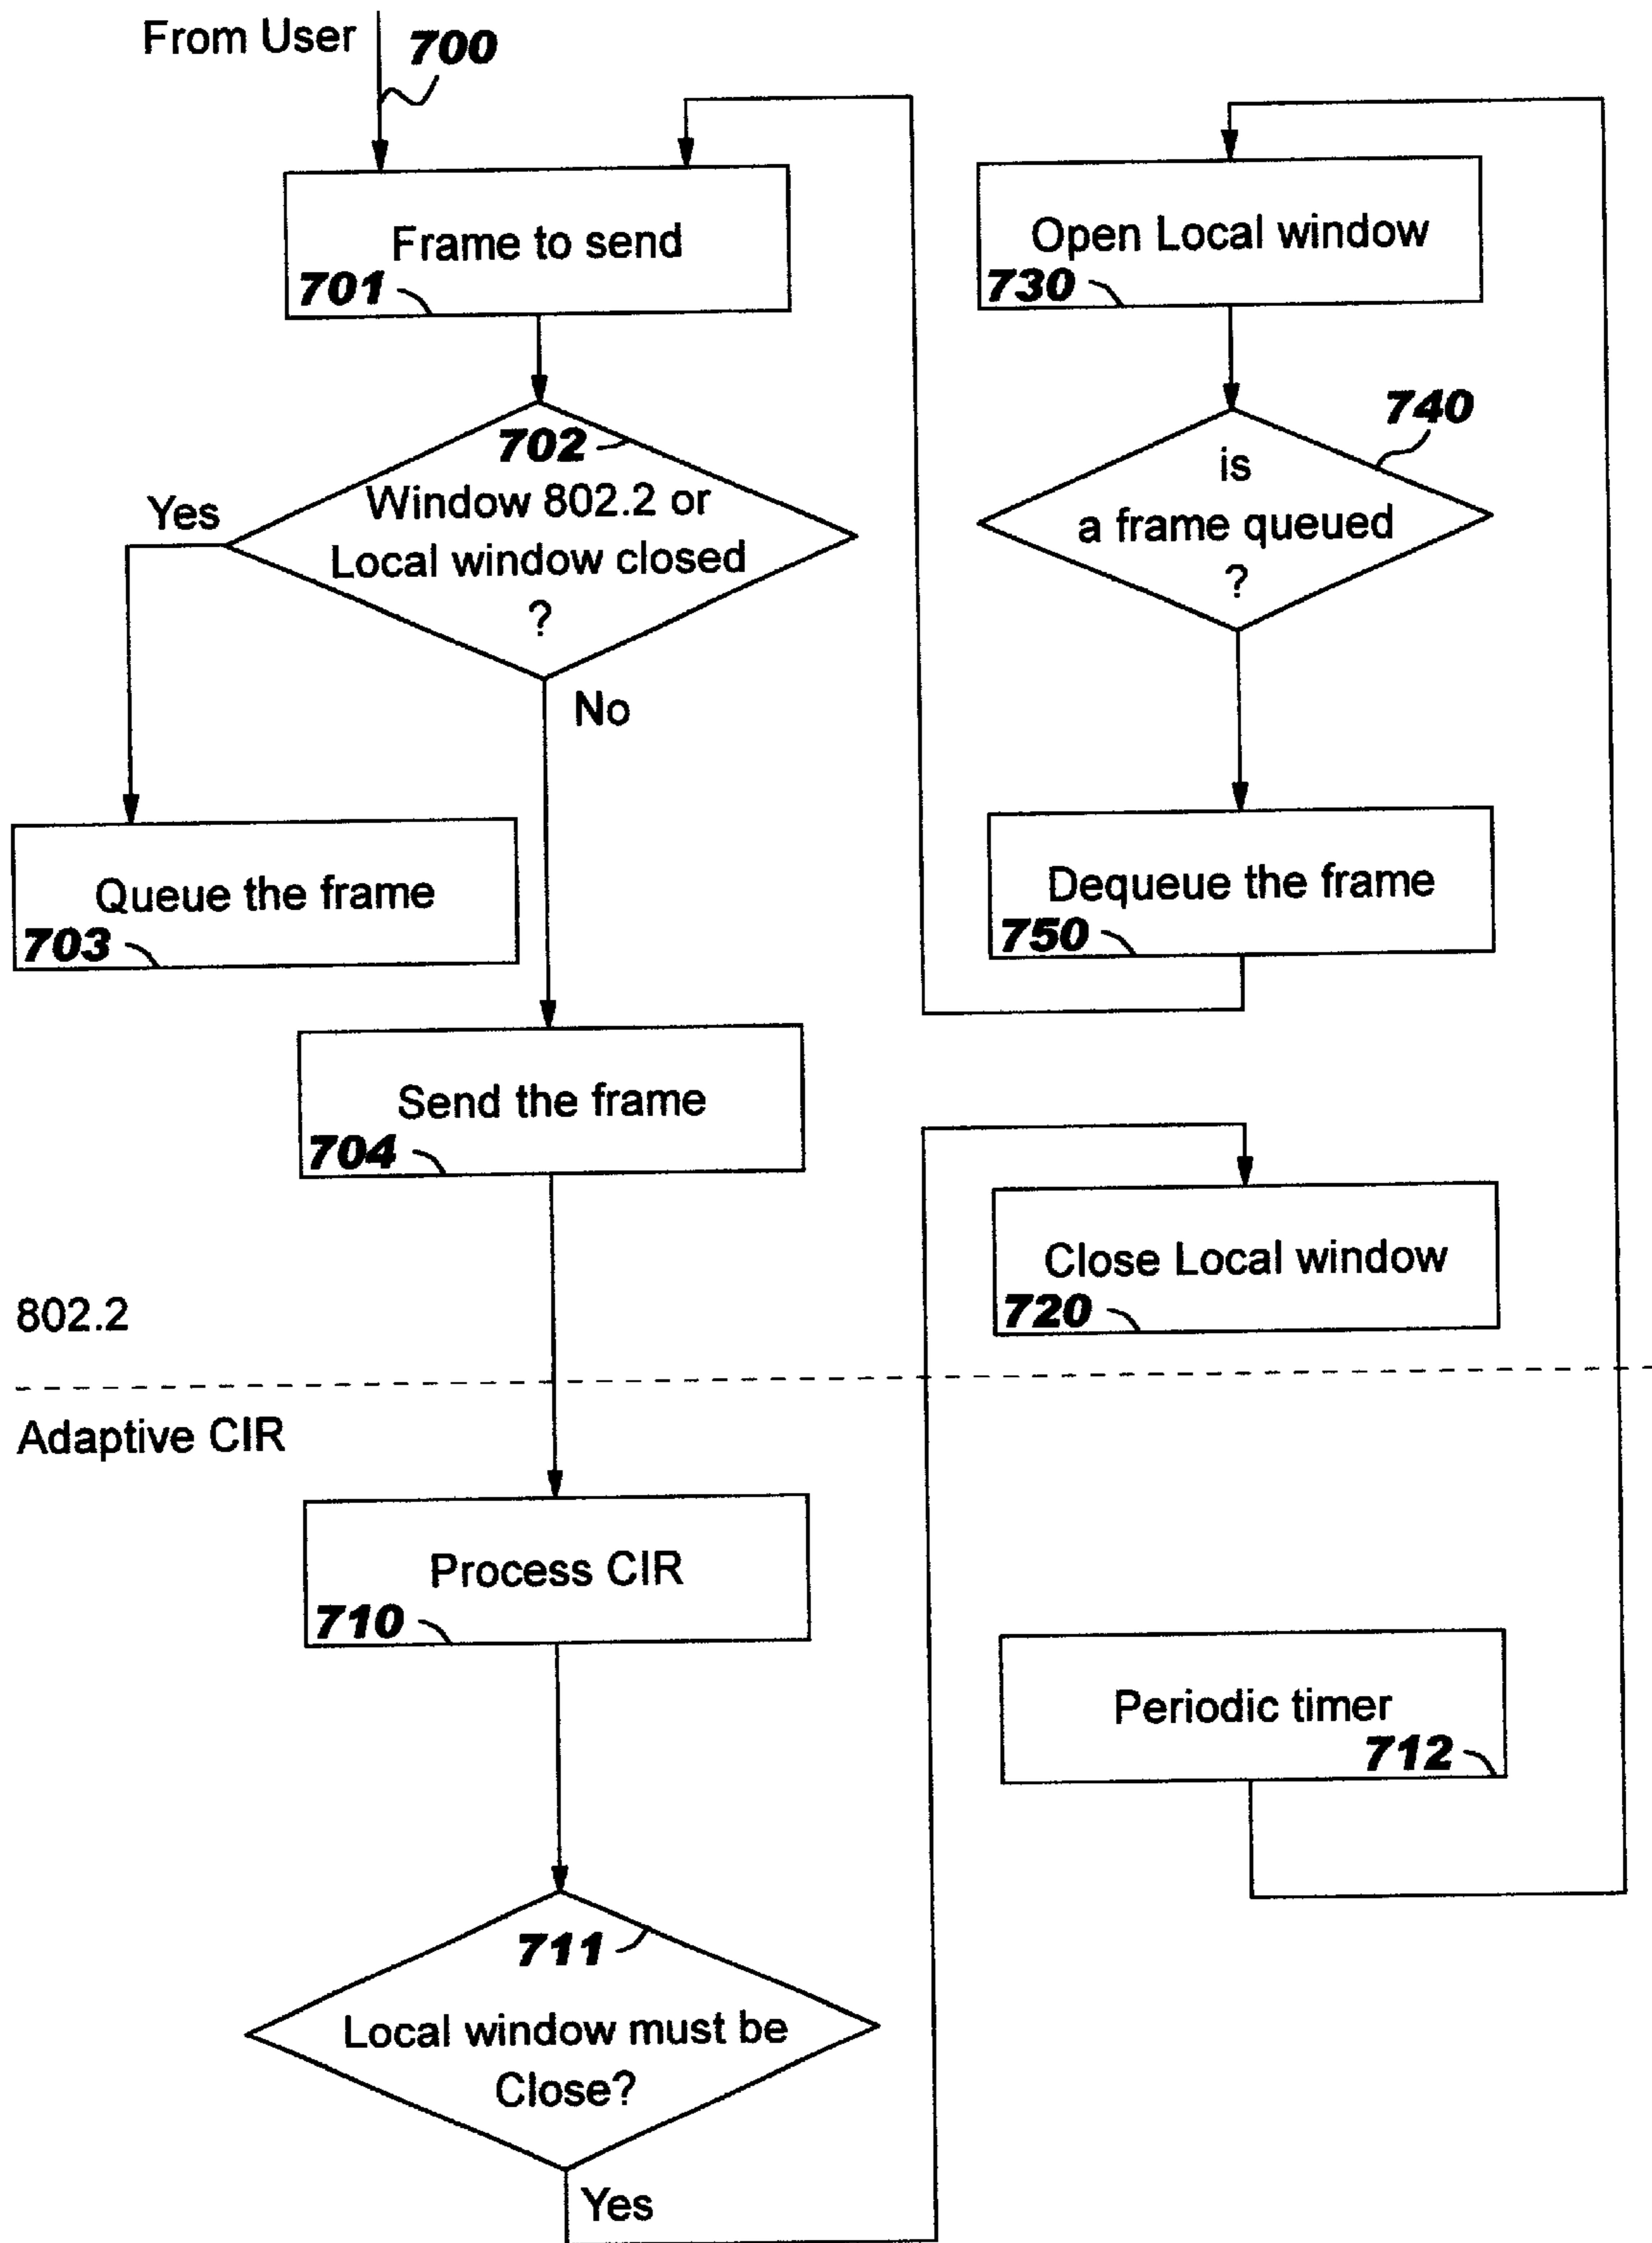 From User
700
Frame to send
701
702
Window 802.2 or
Local window closed
?
Yes
No
Queue the frame
703
Send the frame
704
802.2
Adaptive CIR
Process CIR
710
711
Local window must be
Close?
Yes
Open Local window
730
740
is
a frame queued
?
Dequeue the frame
750
Close Local window
720
Periodic timer
712